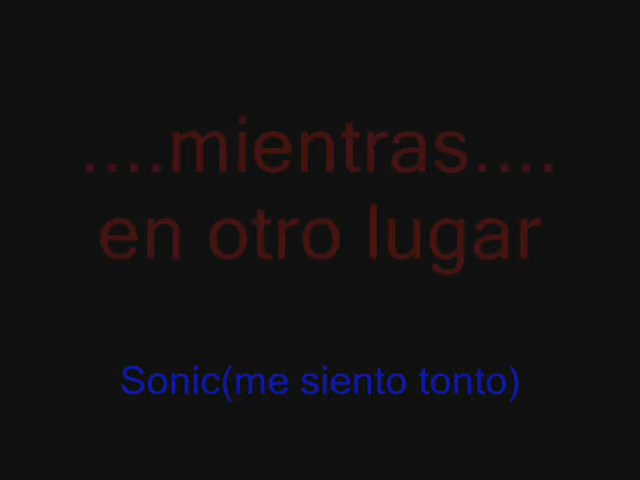 ....mientras....
en otro lugar
Sonic(me siento tonto)